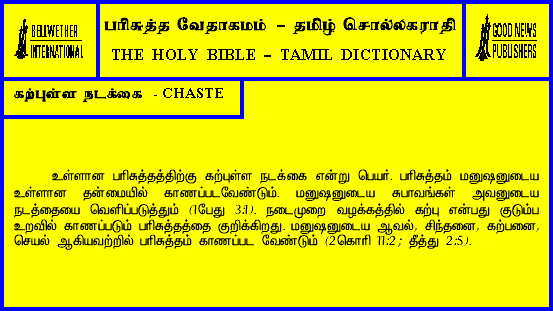 BELLWETHER
INTERNATIONAL
பரிசுத்த வேதாகமம் – தமிழ் சொல்லகராதி
THE HOLY BIBLE – TAMIL DICTIONARY
GOOD NEWS
PUBLISHERS
கற்புள்ள நடக்கை - CHASTE
உள்ளான பரிசுத்தத்திற்கு கற்புள்ள நடக்கை என்று பெயர். பரிசுத்தம் மனுஷனுடைய
உள்ளான தன்மையில் காணப்படவேண்டும். மனுஷனுடைய சுபாவங்கள் அவனுடைய
நடத்தையை வெளிப்படுத்தும் (1பேது 3:1). நடைமுறை வழக்கத்தில் கற்பு என்பது குடும்ப
உறவில் காணப்படும் பரிசுத்தத்தை குறிக்கிறது. மனுஷனுடைய ஆவல், சிந்தனை, கற்பனை,
செயல் ஆகியவற்றில் பரிசுத்தம் காணப்பட வேண்டும் (2கொரி 11:2; தீத்து 2:5).